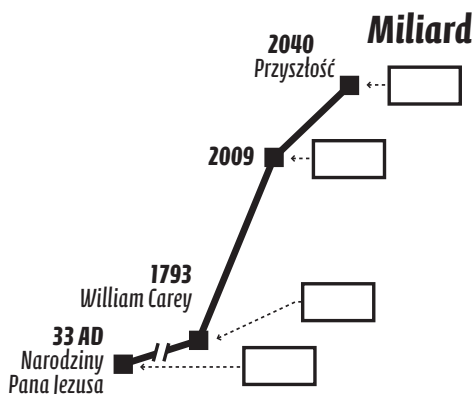 Miliard
2040
Przyszłość
2009
1793
William Carey
33 AD
Narodziny
Pana Jezusa